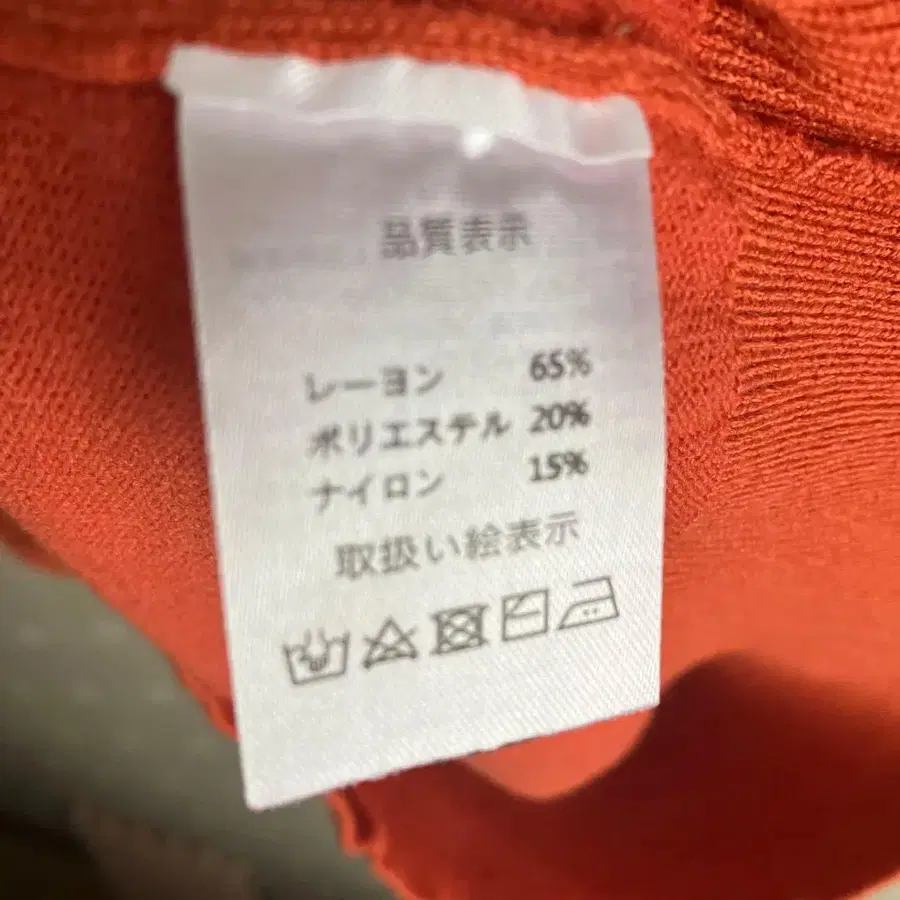 品質表示
レーヨン 65%
ポリエステル 20%
ナイロン 15%
取扱い絵表示